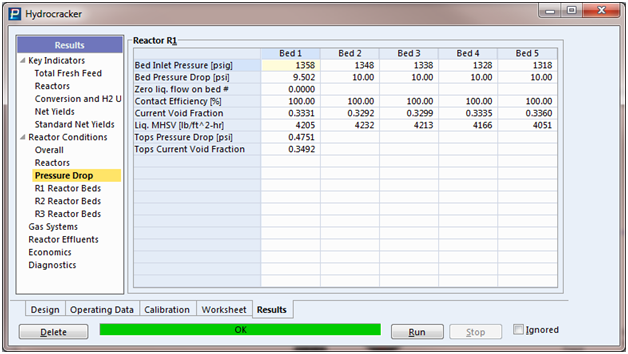 Hydrocracker
Results
Key Indicators
Total Fresh Feed
Reactors
Conversion and H2 U
Net Yields
Standard Net Yields
Reactor Conditions
Overall
Reactors
Pressure Drop
R1 Reactor Beds
R2 Reactor Beds
R3 Reactor Beds
Gas Systems
Reactor Effluents
Economics
Diagnostics
Reactor R1
Bed 1 Bed 2 Bed 3 Bed 4 Bed 5
Bed Inlet Pressure [psig] 1358 1348 1338 1328 1318
Bed Pressure Drop [psi] 9.502 10.00 10.00 10.00 10.00
Zero liq. flow on bed # 0.0000
Contact Efficiency [%] 100.00 100.00 100.00 100.00 100.00
Current Void Fraction 0.3331 0.3292 0.3299 0.3335 0.3360
Liq. MHSV [lb/ft^2-hr] 4205 4232 4213 4166 4051
Tops Pressure Drop [psi] 0.4751
Tops Current Void Fraction 0.3492
Design Operating Data Calibration Worksheet Results
Delete OK Run Stop Ignored